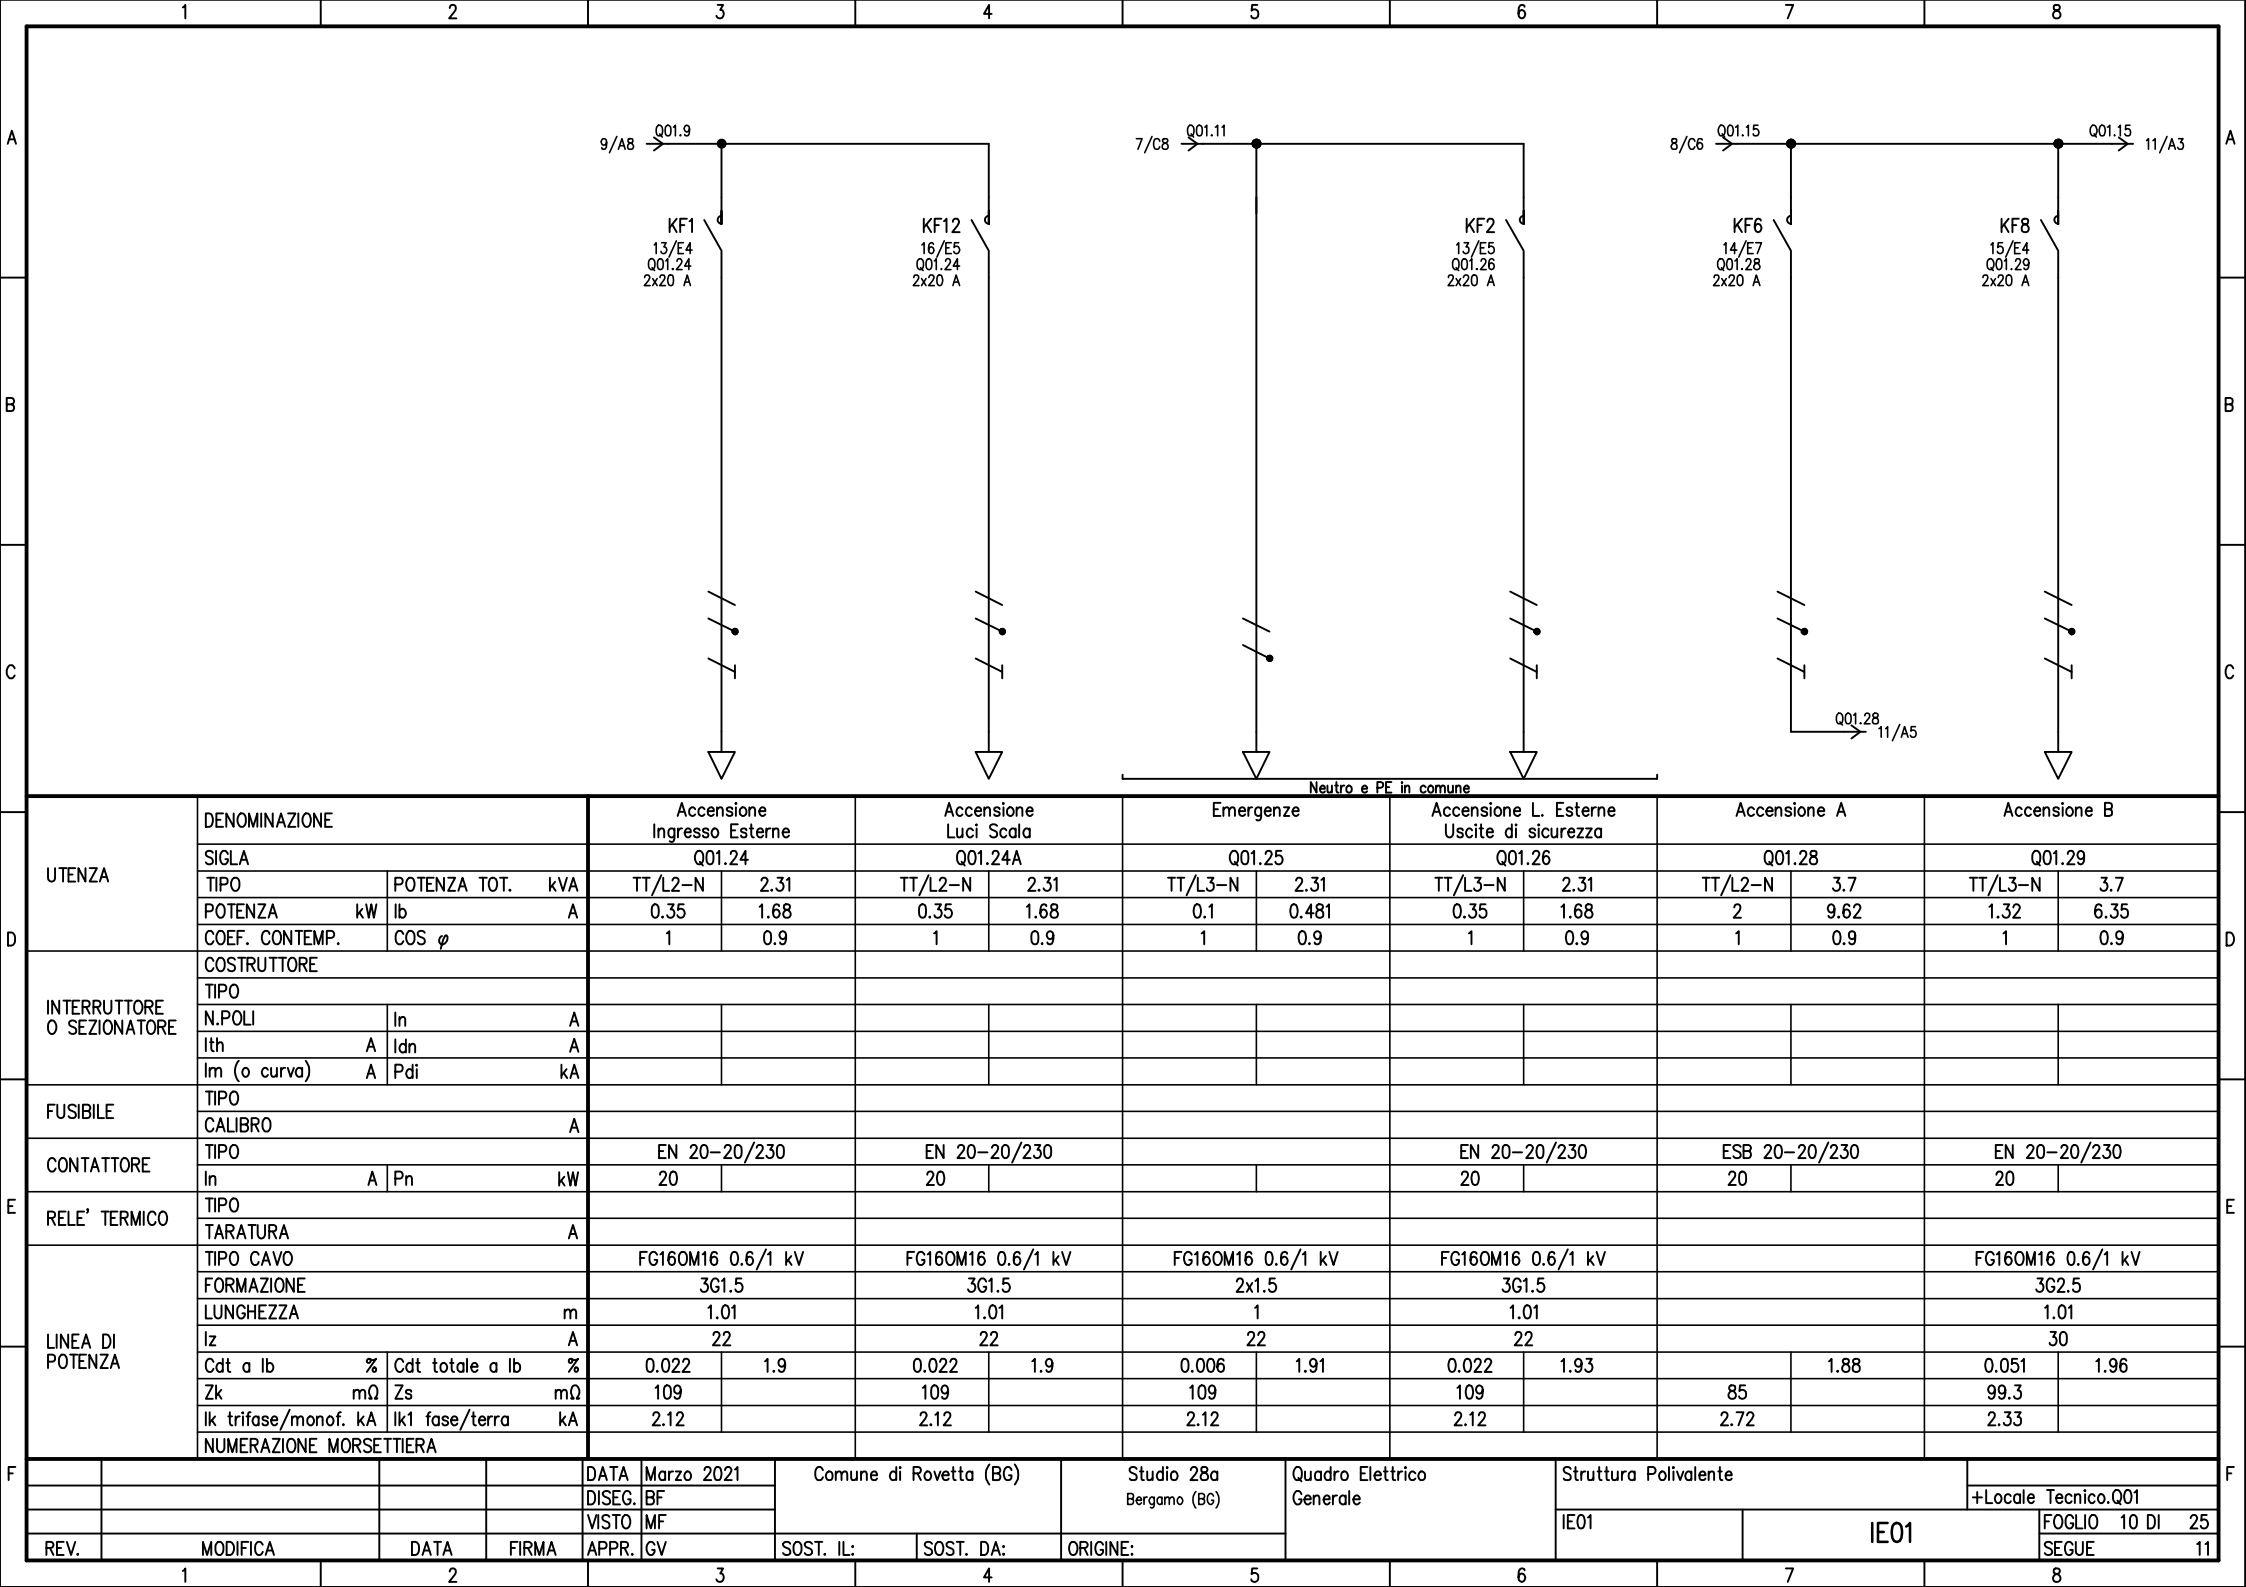 1 2 3 4 5 6 7 8
A A
9/A8 Q01.9 7/C8 Q01.11 8/C6 Q01.15 Q01.15 11/A3
KF1 KF12 KF2 KF6 KF8
13/E4 16/E5 13/E5 14/E7 15/E4
Q01.24 Q01.24 Q01.26 Q01.28 Q01.29
2x20 A 2x20 A 2x20 A 2x20 A 2x20 A
B B
C C
Q01.28 11/A5
Neutro e PE in comune
UTENZA
DENOMINAZIONE Accensione Accensione Emergenze Accensione L. Esterne Accensione A Accensione B
Ingresso Esterne Luci Scala Uscite di sicurezza
SIGLA Q01.24 Q01.24A Q01.25 Q01.26 Q01.28 Q01.29
TIPO POTENZA TOT. kVA TT/L2-N 2.31 TT/L2-N 2.31 TT/L3-N 2.31 TT/L3-N 2.31 TT/L2-N 3.7 TT/L3-N 3.7
POTENZA kW Ib A 0.35 1.68 0.35 1.68 0.1 0.481 0.35 1.68 2 9.62 1.32 6.35
D COEF. CONTEMP. COS φ 1 0.9 1 0.9 1 0.9 1 0.9 1 0.9 1 0.9 D
INTERRUTTORE
O SEZIONATORE
COSTRUTTORE
TIPO
N.POLI In A
Ith A Idn A
Im (o curva) A Pdi kA
FUSIBILE
TIPO
CALIBRO A
CONTATTORE
TIPO EN 20-20/230 EN 20-20/230 EN 20-20/230 ESB 20-20/230 EN 20-20/230
In A Pn kW 20 20 20 20 20
E E
RELE' TERMICO
TIPO
TARATURA A
LINEA DI
POTENZA
TIPO CAVO FG16OM16 0.6/1 kV FG16OM16 0.6/1 kV FG16OM16 0.6/1 kV FG16OM16 0.6/1 kV FG16OM16 0.6/1 kV
FORMAZIONE 3G1.5 3G1.5 2x1.5 3G1.5 3G2.5
LUNGHEZZA m 1.01 1.01 1 1.01 1.01
Iz A 22 22 22 22 30
Cdt a Ib % Cdt totale a Ib % 0.022 1.9 0.022 1.9 0.006 1.91 0.022 1.93 1.88 0.051 1.96
Zk mΩ Zs mΩ 109 109 109 109 85 99.3
Ik trifase/monof. kA Ik1 fase/terra kA 2.12 2.12 2.12 2.12 2.72 2.33
NUMERAZIONE MORSETTIERA
F F
DATA Marzo 2021 Comune di Rovetta (BG) Studio 28a Quadro Elettrico Struttura Polivalente
DISEG. BF Bergamo (BG) Generale +Locale Tecnico.Q01
VISTO MF IE01 IE01 FOGLIO 10 DI 25
REV. MODIFICA DATA FIRMA APPR. GV SOST. IL: SOST. DA: ORIGINE: SEGUE 11
1 2 3 4 5 6 7 8